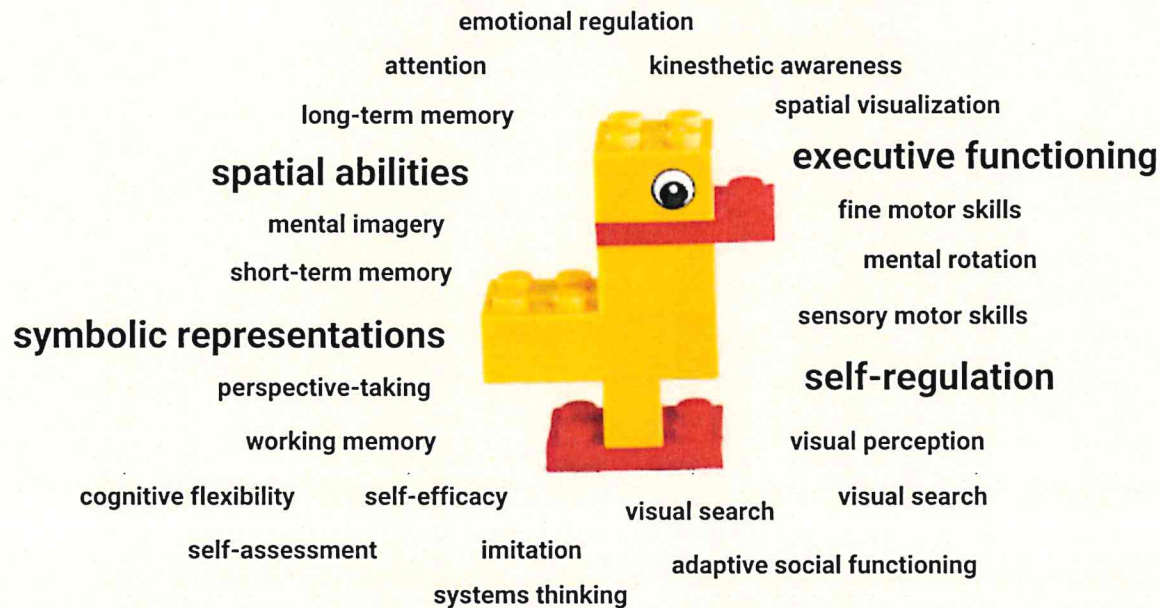 emotional regulation
attention
kinesthetic awareness
long-term memory
spatial visualization
spatial abilities
executive functioning
mental imagery
fine motor skills
short-term memory
mental rotation
symbolic representations
sensory motor skills
perspective-taking
self-regulation
working memory
visual perception
cognitive flexibility
self-efficacy
visual search
visual search
self-assessment
imitation
adaptive social functioning
systems thinking